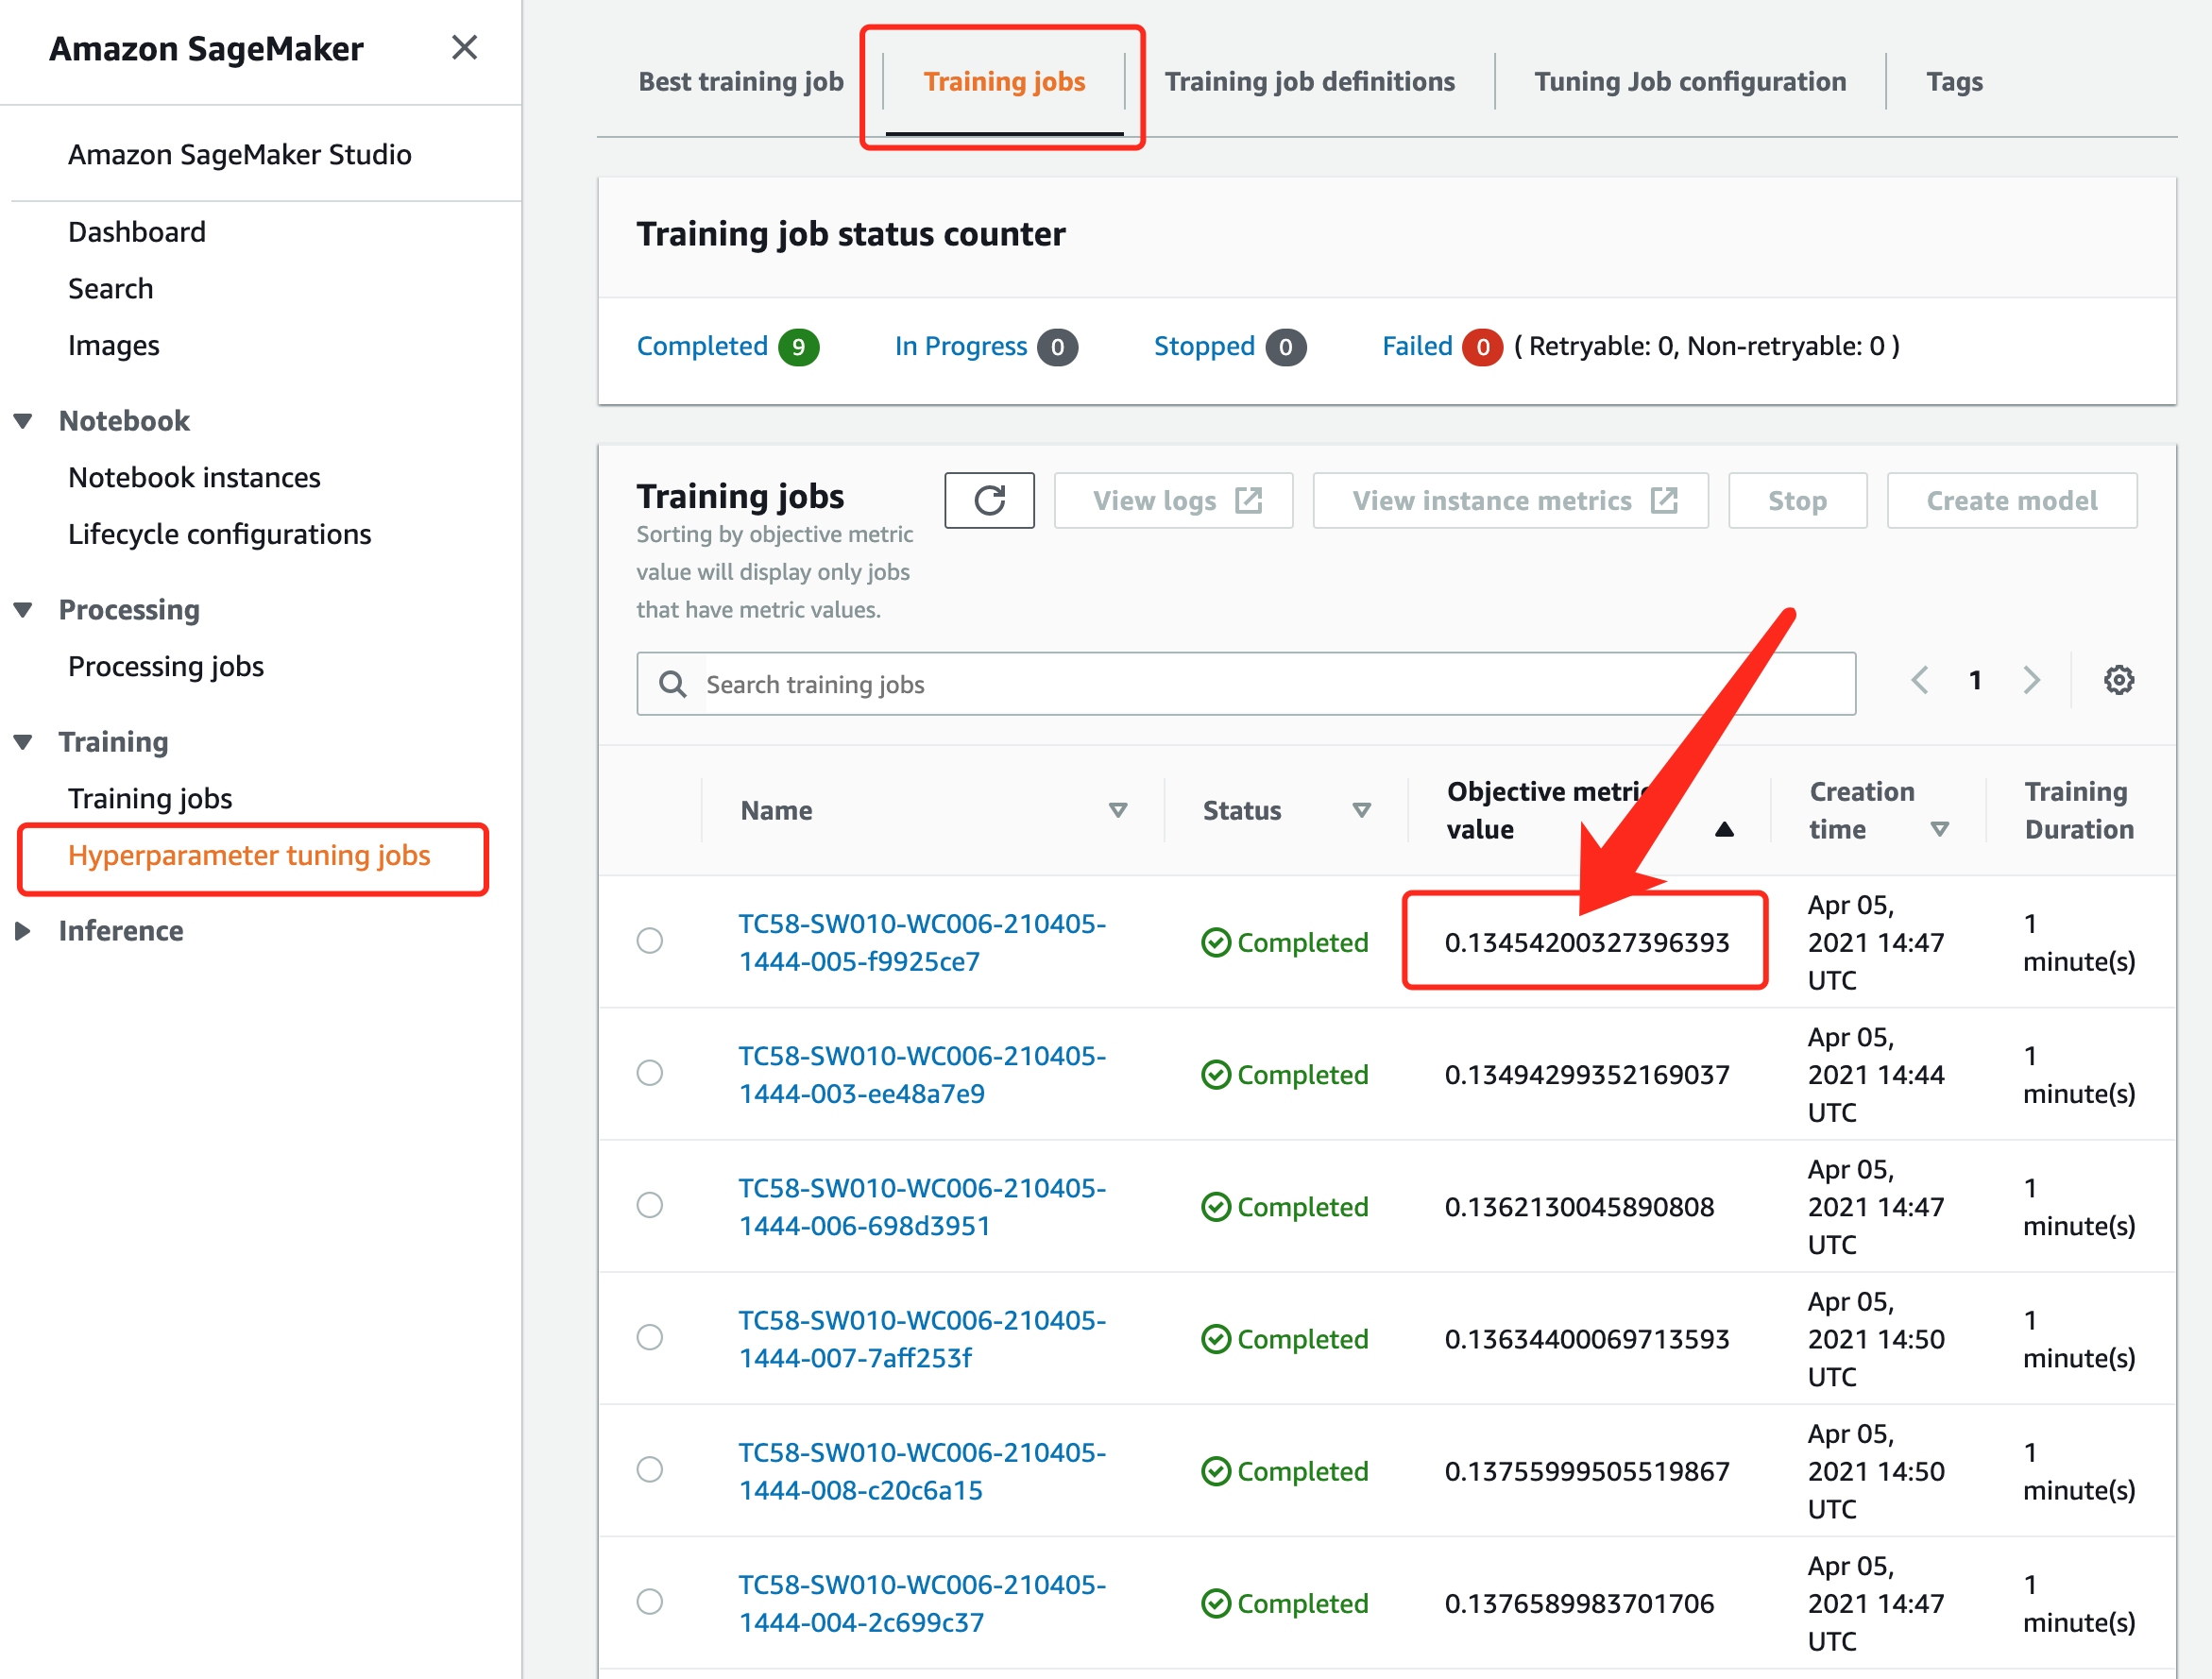 Amazon SageMaker
Amazon SageMaker Studio
Dashboard
Search
Images
Notebook
Notebook instances
Lifecycle configurations
Processing
Processing jobs
Training
Training jobs
Hyperparameter tuning jobs
Inference
Best training job
Training jobs
Training job definitions
Tuning Job configuration
Tags
Training job status counter
Completed 9 In Progress 0 Stopped 0 Failed 0 ( Retryable: 0, Non-retryable: 0 )
Training jobs
Sorting by objective metric
value will display only jobs
that have metric values.
View logs
View instance metrics
Stop
Create model
Search training jobs
1
Name
Status
Objective metric
value
Creation
time
Training
Duration
TC58-SW010-WC006-210405-
1444-005-f9925ce7
Completed
0.13454200327396393
Apr 05,
2021 14:47
UTC
1
minute(s)
TC58-SW010-WC006-210405-
1444-003-ee48a7e9
Completed
0.13494299352169037
Apr 05,
2021 14:44
UTC
1
minute(s)
TC58-SW010-WC006-210405-
1444-006-698d3951
Completed
0.1362130045890808
Apr 05,
2021 14:47
UTC
1
minute(s)
TC58-SW010-WC006-210405-
1444-007-7aff253f
Completed
0.13634400069713593
Apr 05,
2021 14:50
UTC
1
minute(s)
TC58-SW010-WC006-210405-
1444-008-c20c6a15
Completed
0.13755999505519867
Apr 05,
2021 14:50
UTC
1
minute(s)
TC58-SW010-WC006-210405-
1444-004-2c699c37
Completed
0.1376589983701706
Apr 05,
2021 14:47
UTC
1
minute(s)